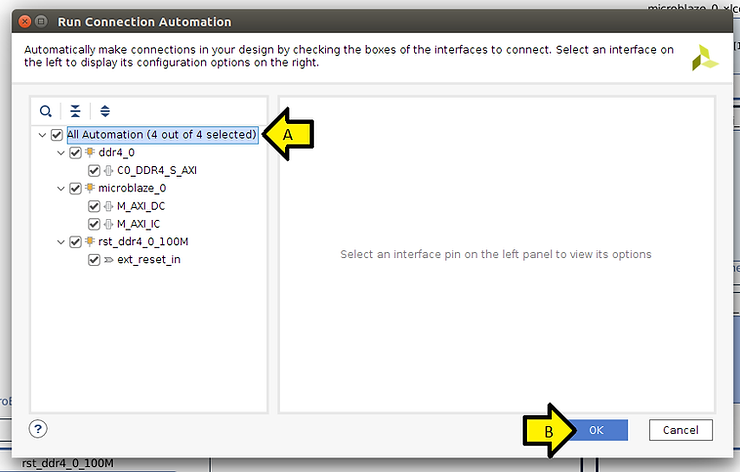 microblaze_0_xlco
Run Connection Automation
Automatically make connections in your design by checking the boxes of the interfaces to connect. Select an interface on
the left to display its configuration options on the right.
All Automation (4 out of 4 selected)
A
ddr4_0
C0_DDR4_S_AXI
microblaze_0
M_AXI_DC
M_AXI_IC
rst_ddr4_0_100M
ext_reset_in
Select an interface pin on the left panel to view its options
?
B
OK
Cancel
rst_ddr4_0_100M